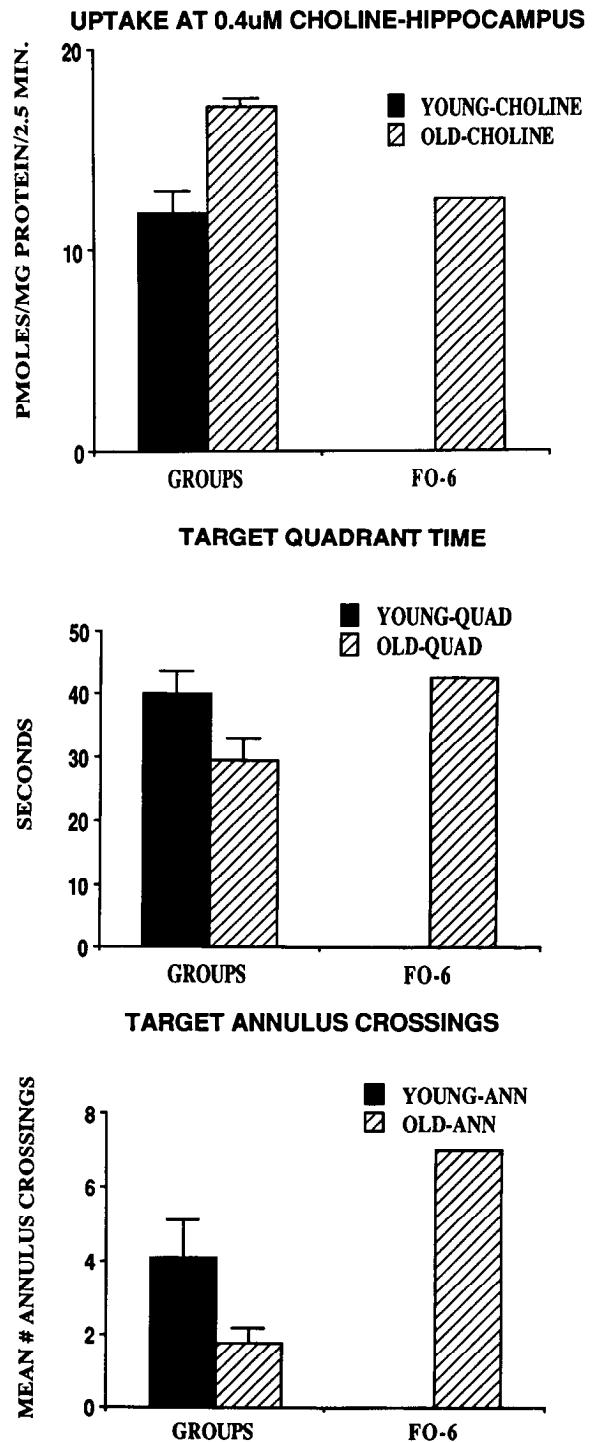 UPTAKE AT 0.4uM CHOLINE-HIPPOCAMPUS
PMOLES/MG PROTEIN/2.5 MIN.
20
10
0
YOUNG-CHOLINE
OLD-CHOLINE
GROUPS
FO-6
TARGET QUADRANT TIME
SECONDS
50
40
30
20
10
0
YOUNG-QUAD
OLD-QUAD
GROUPS
FO-6
TARGET ANNULUS CROSSINGS
MEAN # ANNULUS CROSSINGS
8
6
4
2
0
YOUNG-ANN
OLD-ANN
GROUPS
FO-6